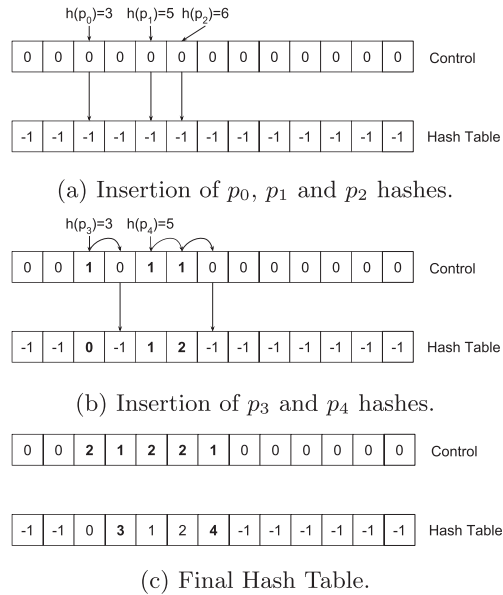 h(p₀)=3 h(p₁)=5 h(p₂)=6
0 0 0 0 0 0 0 0 0 0 0 0 0 Control
-1 -1 -1 -1 -1 -1 -1 -1 -1 -1 -1 -1 -1 Hash Table
(a) Insertion of p₀, p₁ and p₂ hashes.
h(p₃)=3 h(p₄)=5
0 0 1 0 1 1 0 0 0 0 0 0 0 Control
-1 -1 0 -1 1 2 -1 -1 -1 -1 -1 -1 -1 Hash Table
(b) Insertion of p₃ and p₄ hashes.
0 0 2 1 2 2 1 0 0 0 0 0 0 Control
-1 -1 0 3 1 2 4 -1 -1 -1 -1 -1 -1 Hash Table
(c) Final Hash Table.